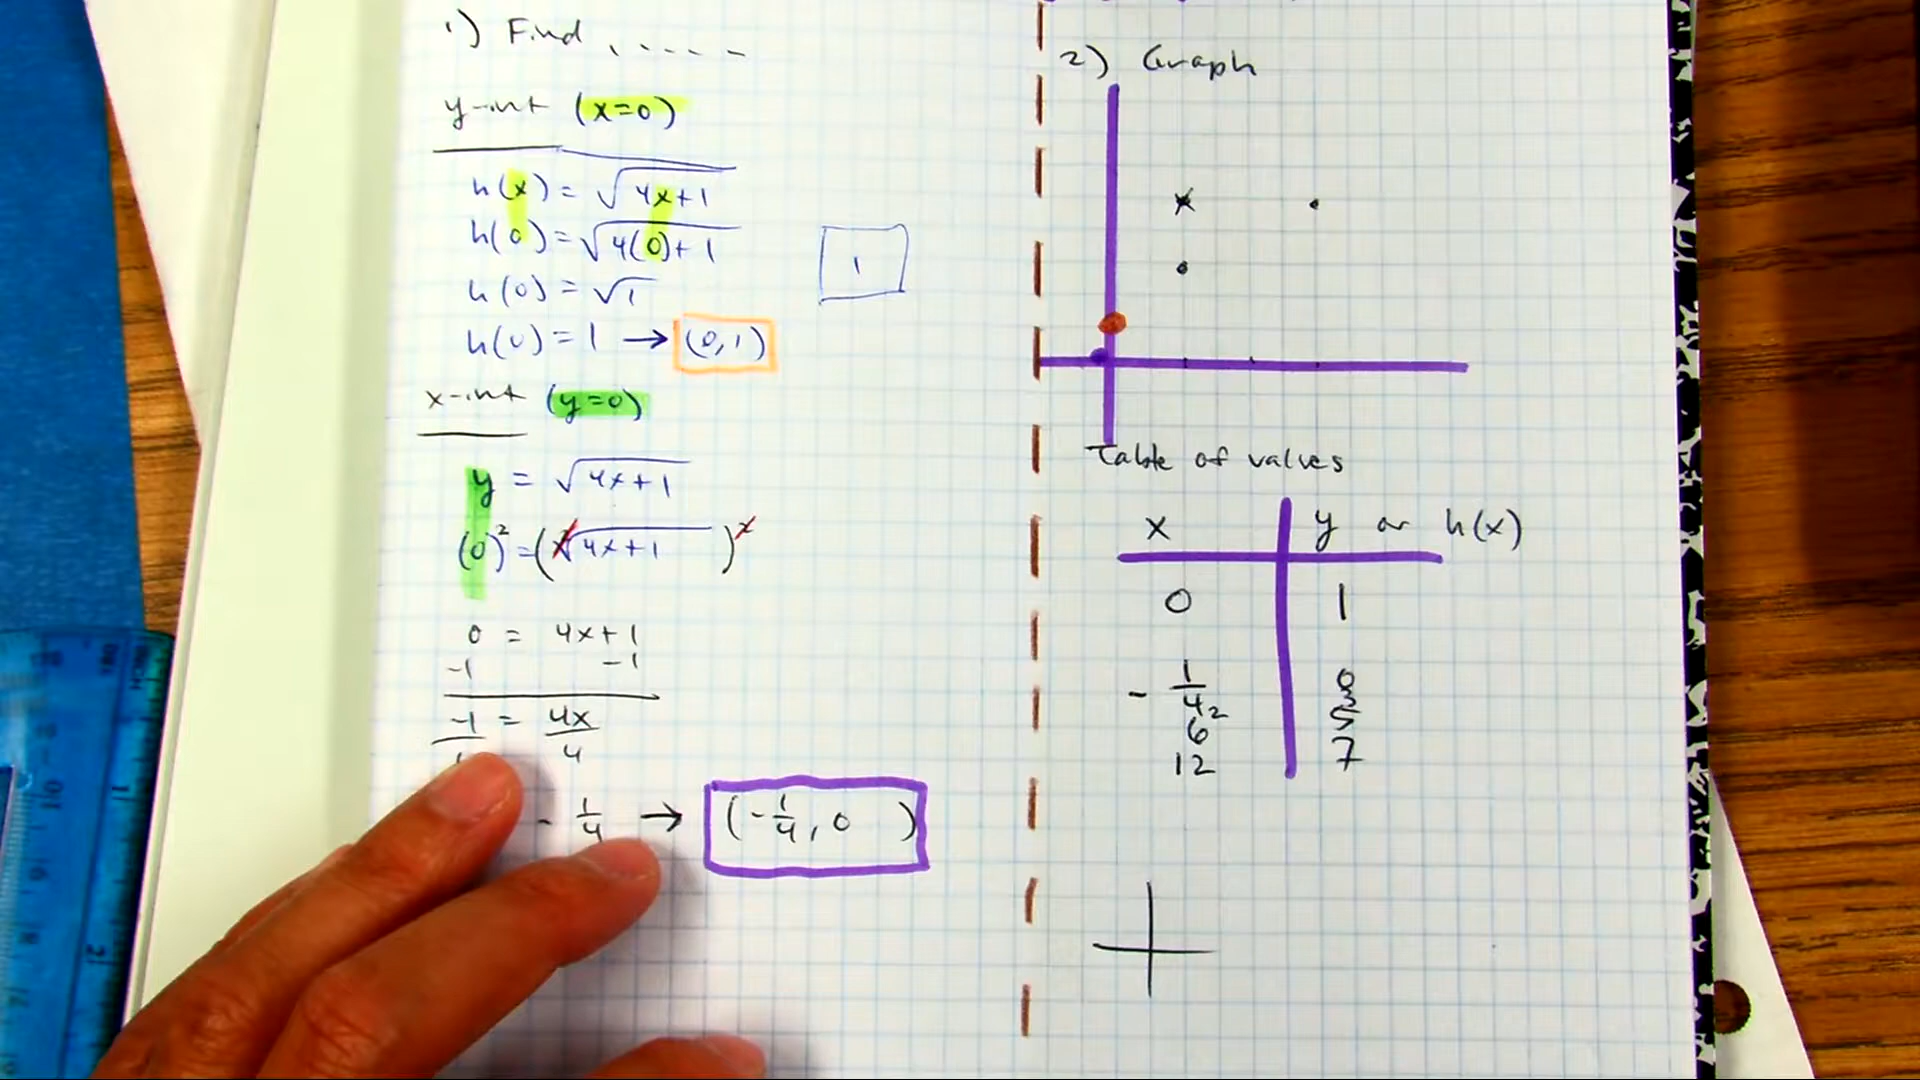 1) Find , - - - -
y-int (x=0)
h(x) = √4x+1
h(0) = √4(0)+1
1
h(0) = √1
h(0) = 1 → (0,1)
x-int (y=0)
y = √4x+1
(0)² = (√4x+1)²
0 = 4x+1
-1 -1
-1 = 4x
4
- 1/4 → (-1/4, 0 )
2) Graph
Table of values
x y or h(x)
0 1
- 1/4 0
2 3
6 5
12 7